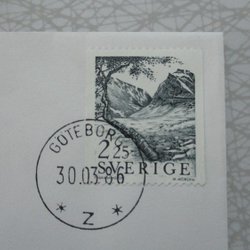 GÖTEBORG
2.25
30.03.86
SVERIGE
* Z *